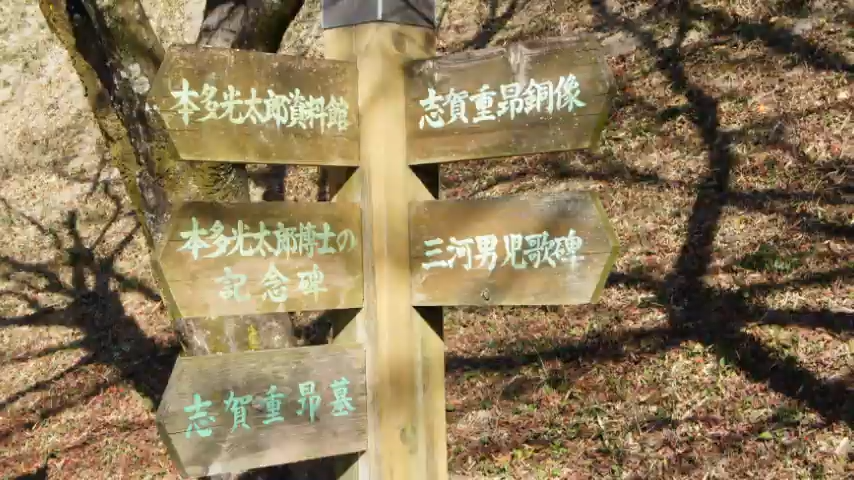 本多光太郎資料館
本多光太郎博士の
記念碑
志賀重昂墓
志賀重昂銅像
三河男児歌碑